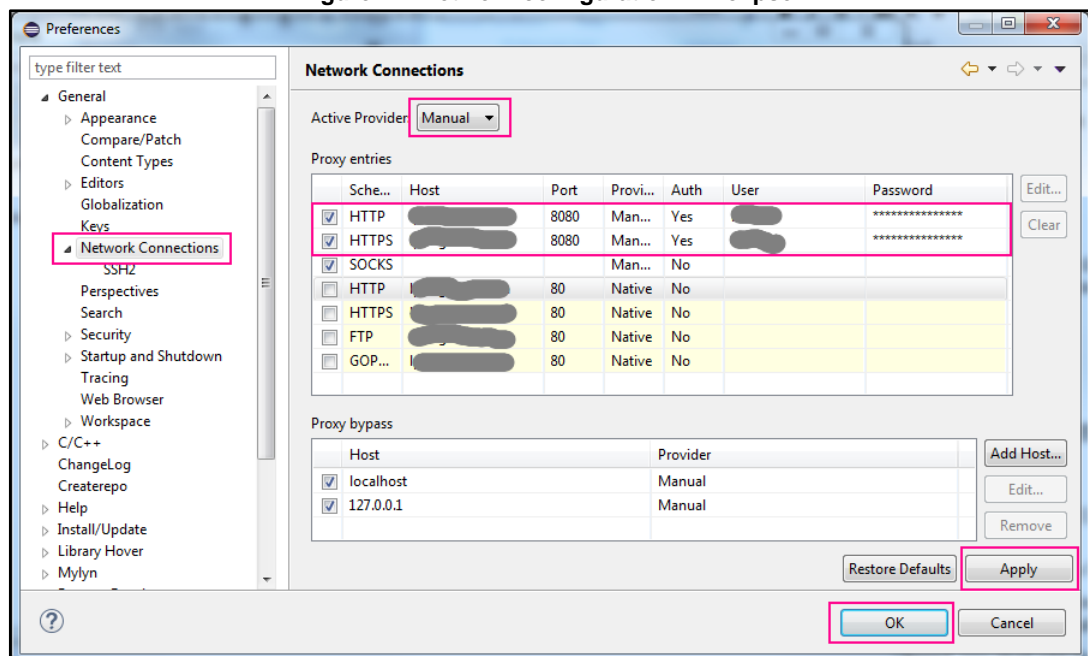 Preferences
type filter text
General
Appearance
Compare/Patch
Content Types
Editors
Globalization
Keys
Network Connections
SSH2
Perspectives
Search
Security
Startup and Shutdown
Tracing
Web Browser
Workspace
C/C++
ChangeLog
Createrepo
Help
Install/Update
Library Hover
Mylyn
Network Connections
Active Provider Manual
Proxy entries
Sche... Host Port Provi... Auth User Password
HTTP 8080 Man... Yes ***************
HTTPS 8080 Man... Yes ***************
SOCKS Man... No
HTTP 80 Native No
HTTPS 80 Native No
FTP 80 Native No
GOP... 80 Native No
Edit...
Clear
Proxy bypass
Host Provider
localhost Manual
127.0.0.1 Manual
Add Host...
Edit...
Remove
Restore Defaults Apply
OK Cancel